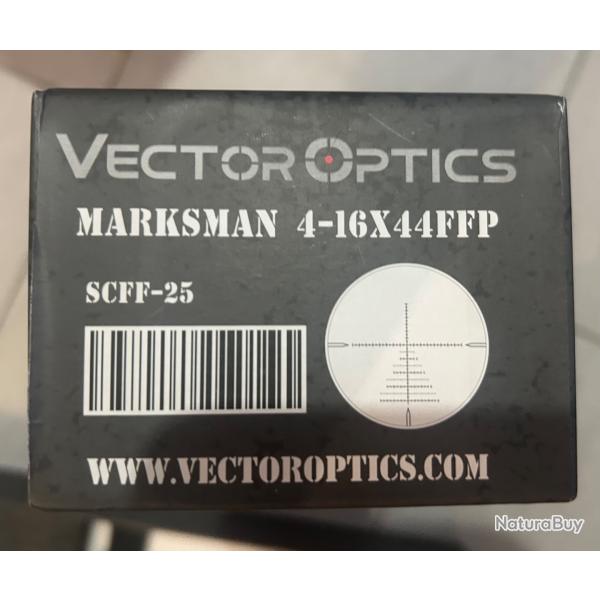 VECTOR OPTICS
MARKSMAN 4-16X44FFP
SCFF-25
WWW.VECTOROPTICS.COM
NaturaBuy